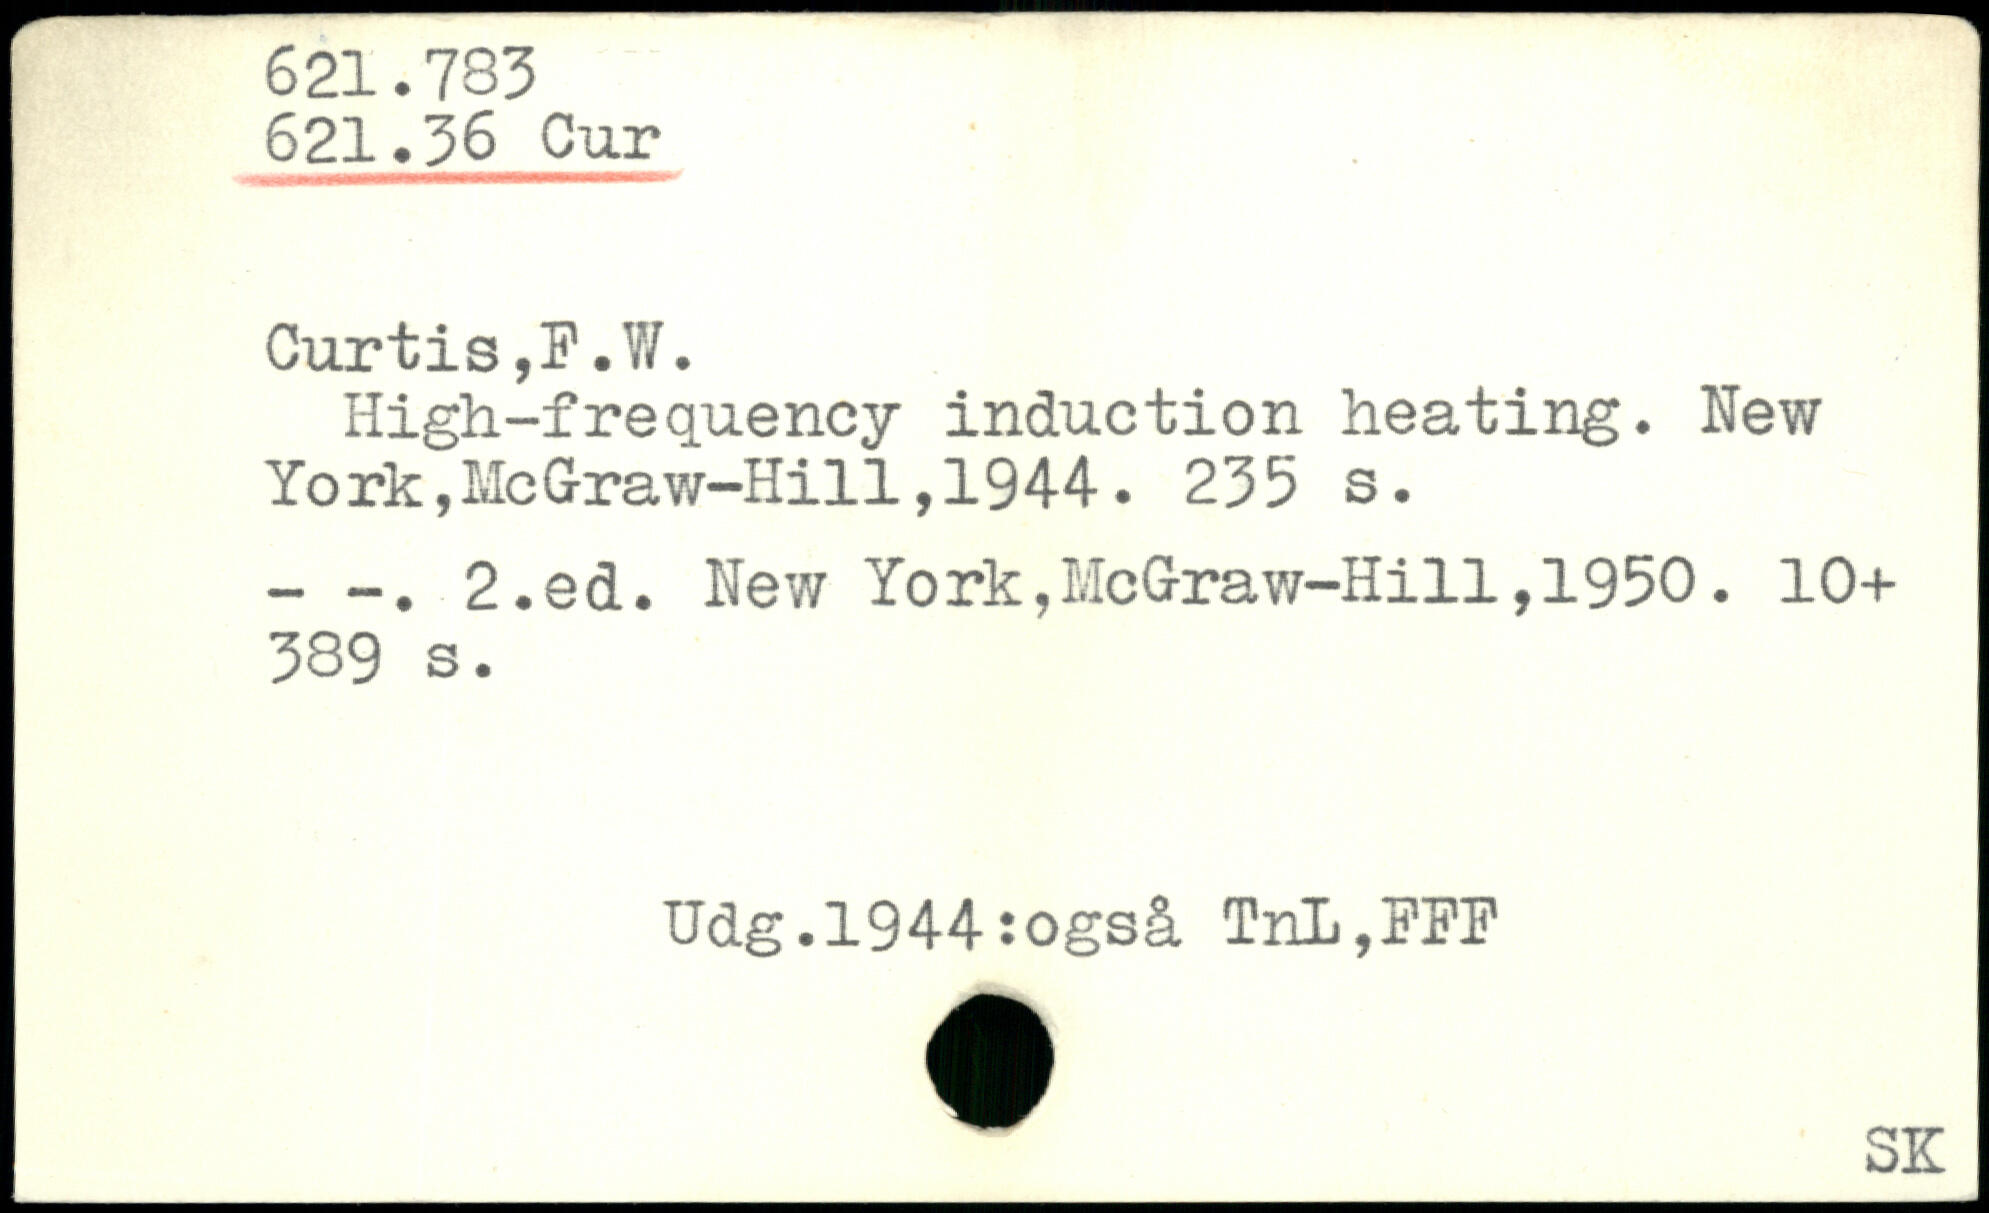 621.783
621.36 Cur
Curtis,F.W.
High-frequency induction heating. New
York,McGraw-Hill,1944. 235 s.
- -. 2.ed. New York,McGraw-Hill,1950. 10+
389 s.
Udg.1944:også TnL,FFF
SK